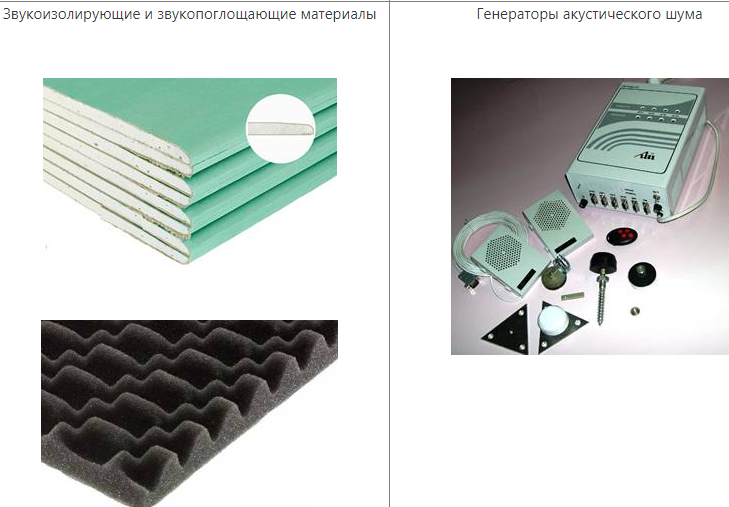 Звукоизолирующие и звукопоглощающие материалы
Генераторы акустического шума